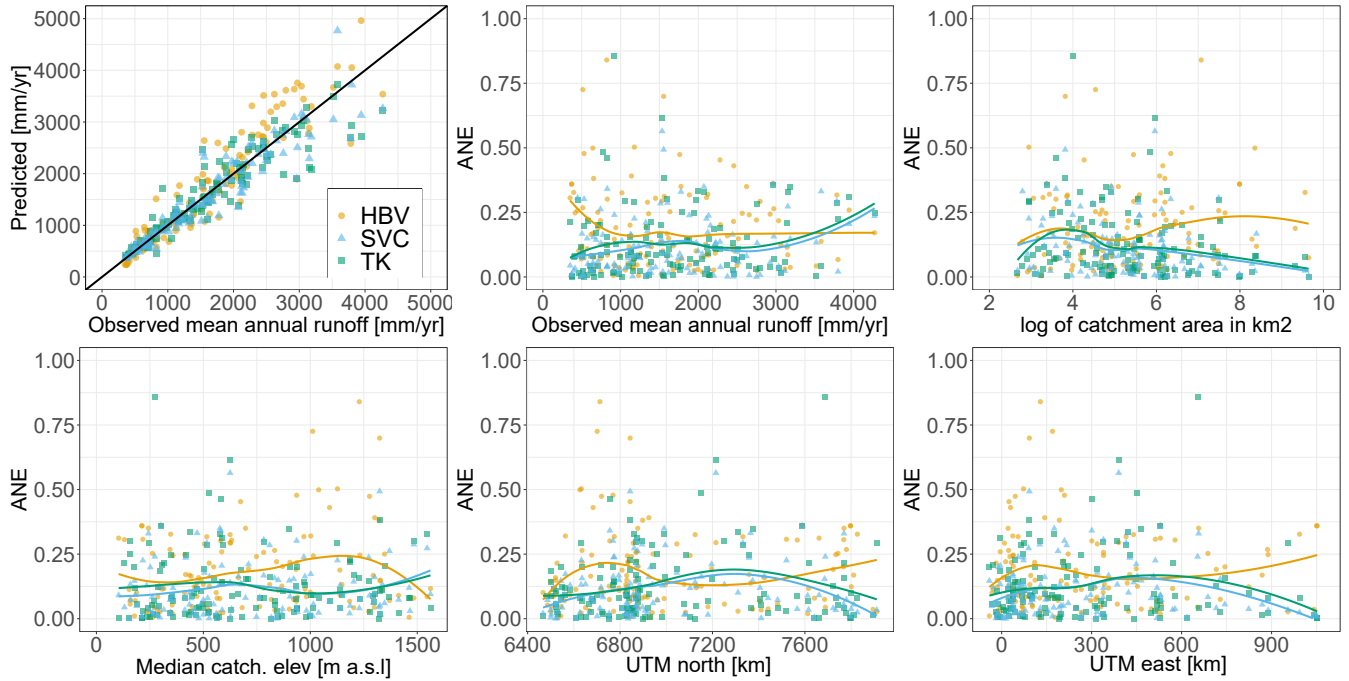 5000
4000
3000
2000
1000
0
Predicted [mm/yr]
HBV
SVC
TK
0 1000 2000 3000 4000 5000
Observed mean annual runoff [mm/yr]
1.00
0.75
0.50
0.25
0.00
ANE
0 1000 2000 3000 4000
Observed mean annual runoff [mm/yr]
1.00
0.75
0.50
0.25
0.00
ANE
2 4 6 8 10
log of catchment area in km2
1.00
0.75
0.50
0.25
0.00
ANE
0 500 1000 1500
Median catch. elev [m a.s.l]
1.00
0.75
0.50
0.25
0.00
ANE
6400 6800 7200 7600
UTM north [km]
1.00
0.75
0.50
0.25
0.00
ANE
0 300 600 900
UTM east [km]